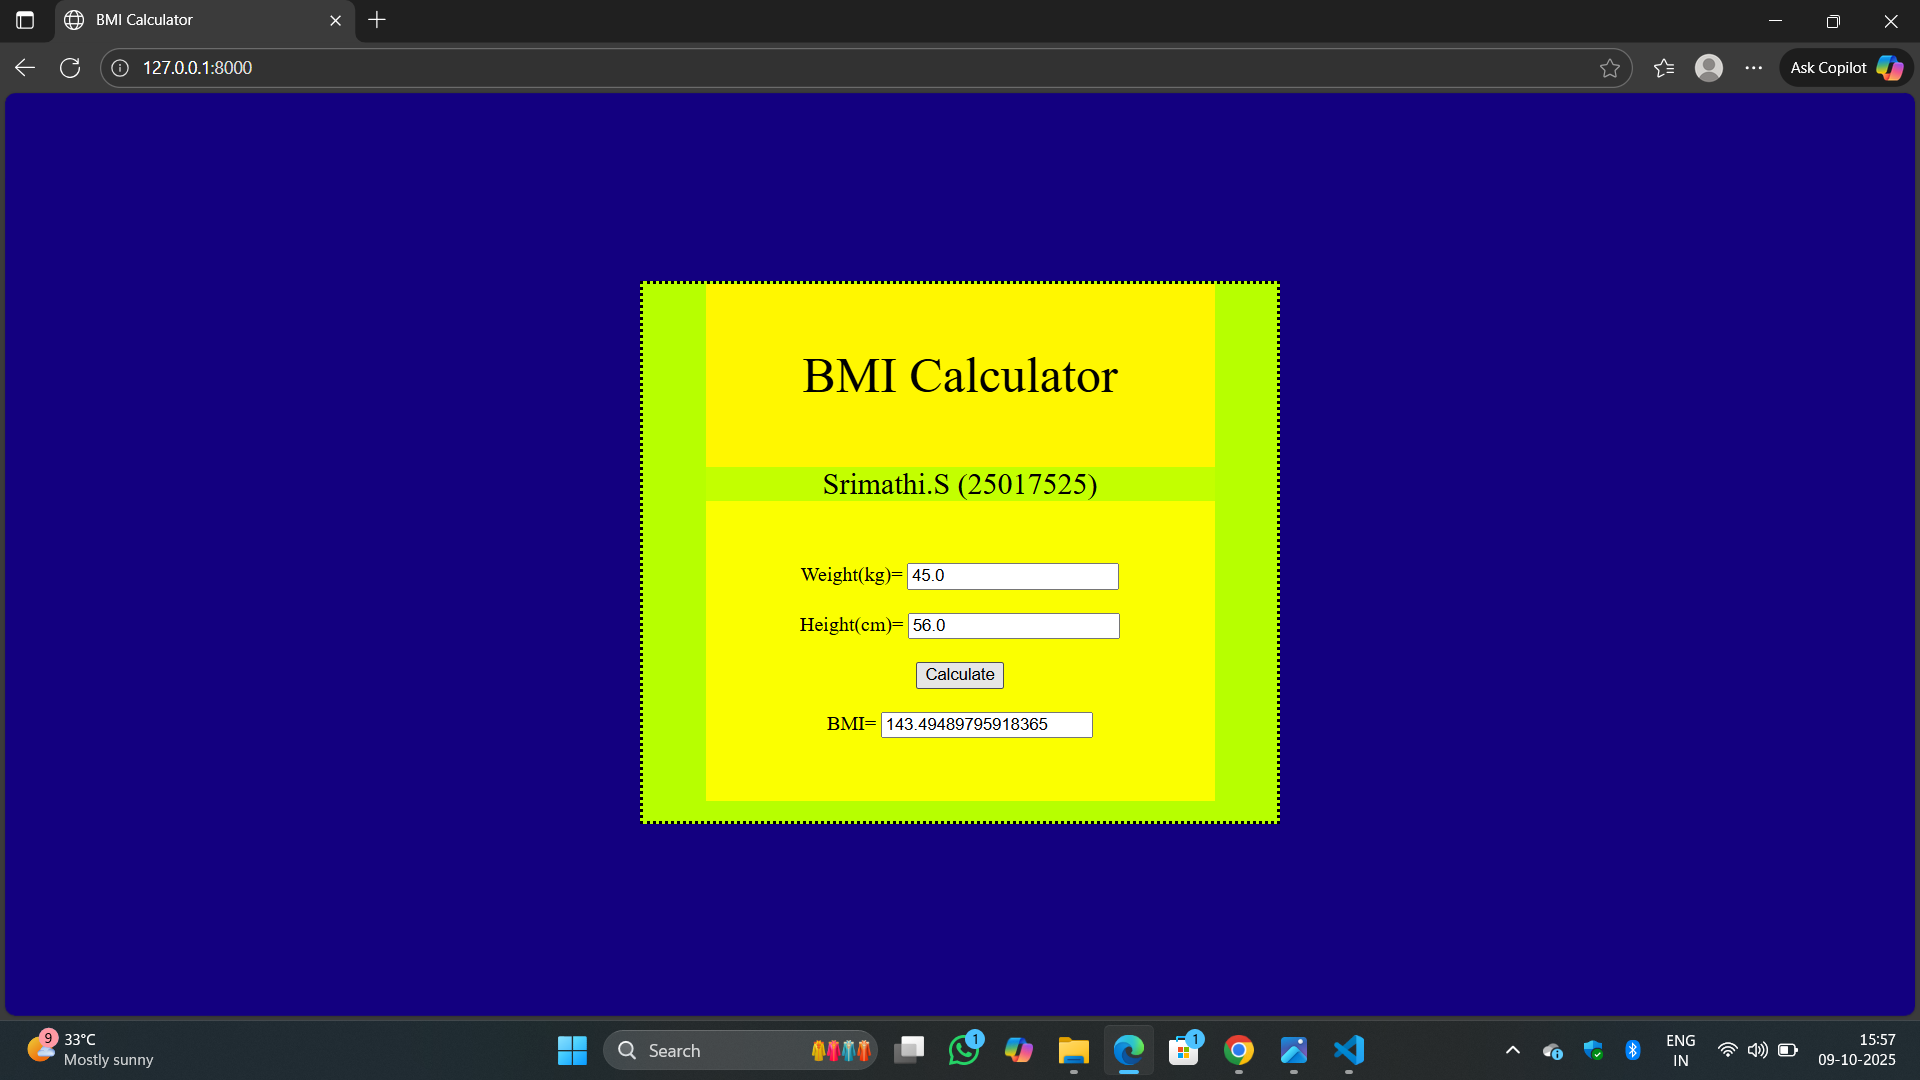 BMI Calculator
127.0.0.1:8000
Ask Copilot
BMI Calculator
Srimathi.S (25017525)
Weight(kg)= 45.0
Height(cm)= 56.0
Calculate
BMI= 143.49489795918365
9
33°C
Mostly sunny
Search
1
1
ENG
IN
15:57
09-10-2025